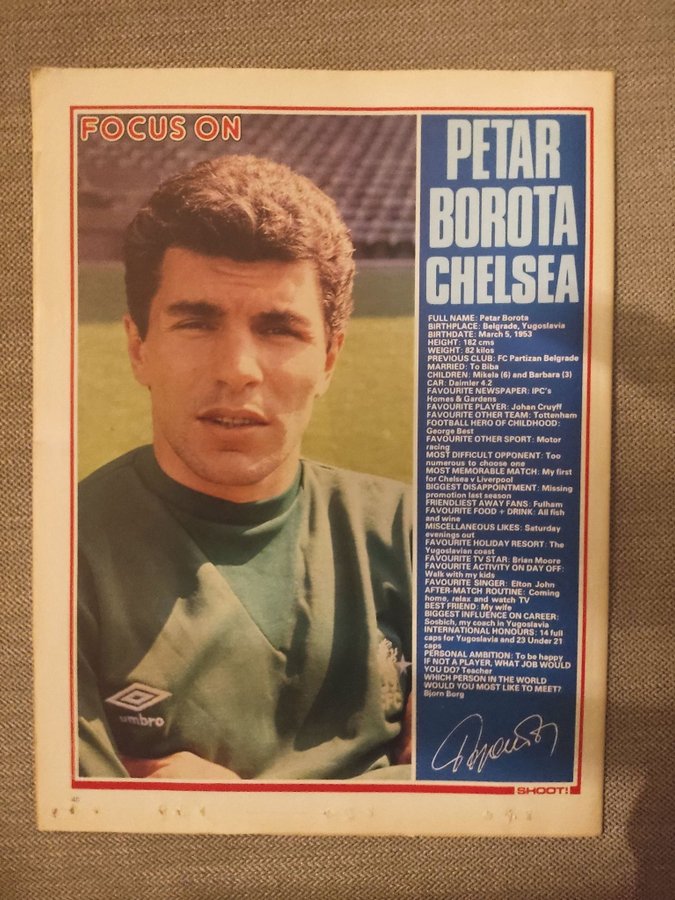 FOCUS ON
PETAR
BOROTA
CHELSEA
FULL NAME: Petar Borota
BIRTHPLACE: Belgrade, Yugoslavia
BIRTHDATE: March 5, 1953
HEIGHT: 182 cms
WEIGHT: 82 kilos
PREVIOUS CLUB: FC Partizan Belgrade
MARRIED: To Biba
CHILDREN: Mikela (6) and Barbara (3)
CAR: Daimler 4.2
FAVOURITE NEWSPAPER: IPC's
Homes & Gardens
FAVOURITE PLAYER: Johan Cruyff
FAVOURITE OTHER TEAM: Tottenham
FOOTBALL HERO OF CHILDHOOD:
George Best
FAVOURITE OTHER SPORT: Motor
racing
MOST DIFFICULT OPPONENT: Too
numerous to choose one
MOST MEMORABLE MATCH: My first
for Chelsea v Liverpool
BIGGEST DISAPPOINTMENT: Missing
promotion last season
FRIENDLIEST AWAY FANS: Fulham
FAVOURITE FOOD + DRINK: All fish
and wine
MISCELLANEOUS LIKES: Saturday
evenings out
FAVOURITE HOLIDAY RESORT: The
Yugoslavian coast
FAVOURITE TV STAR: Brian Moore
FAVOURITE ACTIVITY ON DAY OFF:
Walk with my kids
FAVOURITE SINGER: Elton John
AFTER-MATCH ROUTINE: Coming
home, relax and watch TV
BEST FRIEND: My wife
BIGGEST INFLUENCE ON CAREER:
Sosbich, my coach in Yugoslavia
INTERNATIONAL HONOURS: 14 full
caps for Yugoslavia and 23 Under 21
caps
PERSONAL AMBITION: To be happy
IF NOT A PLAYER, WHAT JOB WOULD
YOU DO? Teacher
WHICH PERSON IN THE WORLD
WOULD YOU MOST LIKE TO MEET?
Bjorn Borg
umbro
SHOOT!